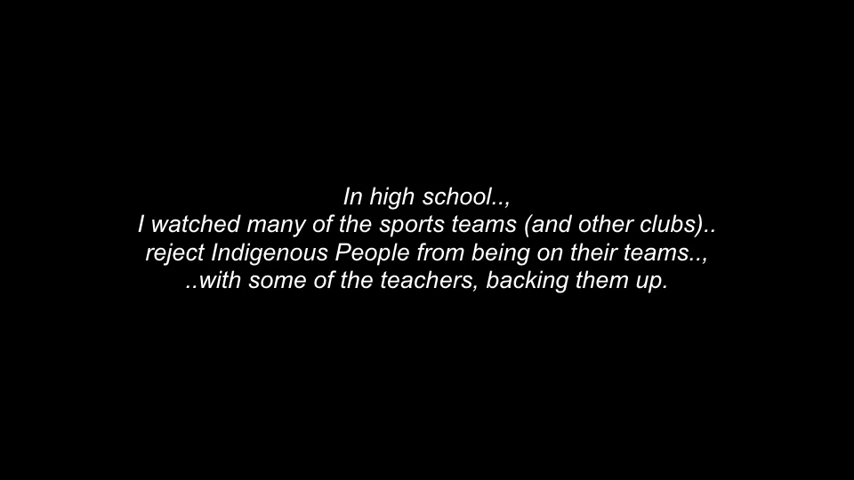 In high school..,
I watched many of the sports teams (and other clubs)..
reject Indigenous People from being on their teams..,
..with some of the teachers, backing them up.